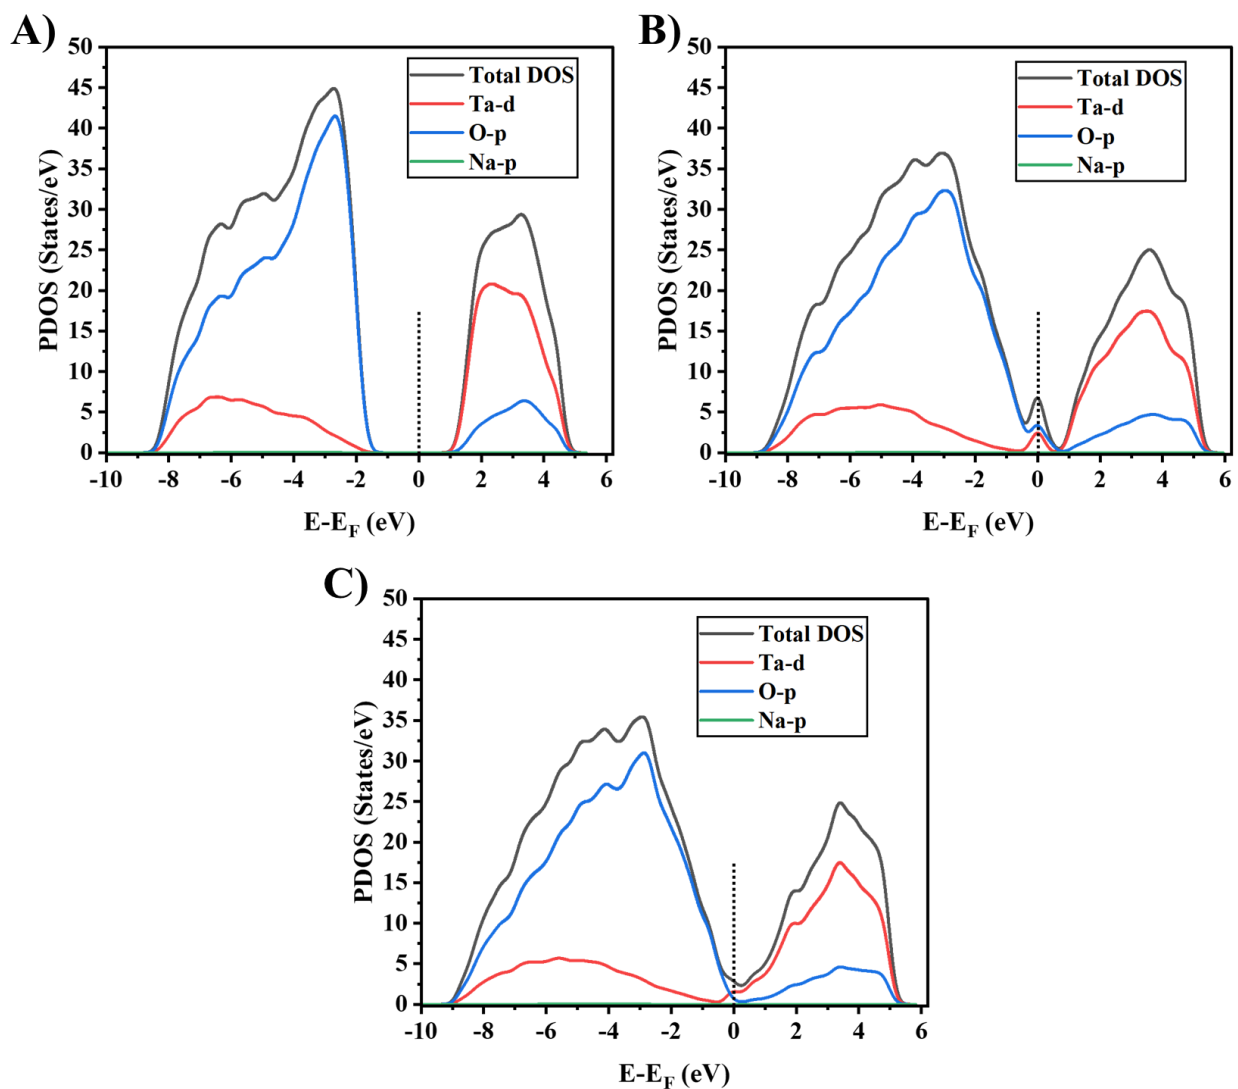 A)
PDOS (States/eV)
50
45
40
35
30
25
20
15
10
5
0
Total DOS
Ta-d
O-p
Na-p
-10 -8 -6 -4 -2 0 2 4 6
E-EF (eV)
B)
PDOS (States/eV)
50
45
40
35
30
25
20
15
10
5
0
Total DOS
Ta-d
O-p
Na-p
-10 -8 -6 -4 -2 0 2 4 6
E-EF (eV)
C)
PDOS (States/eV)
50
45
40
35
30
25
20
15
10
5
0
Total DOS
Ta-d
O-p
Na-p
-10 -8 -6 -4 -2 0 2 4 6
E-EF (eV)